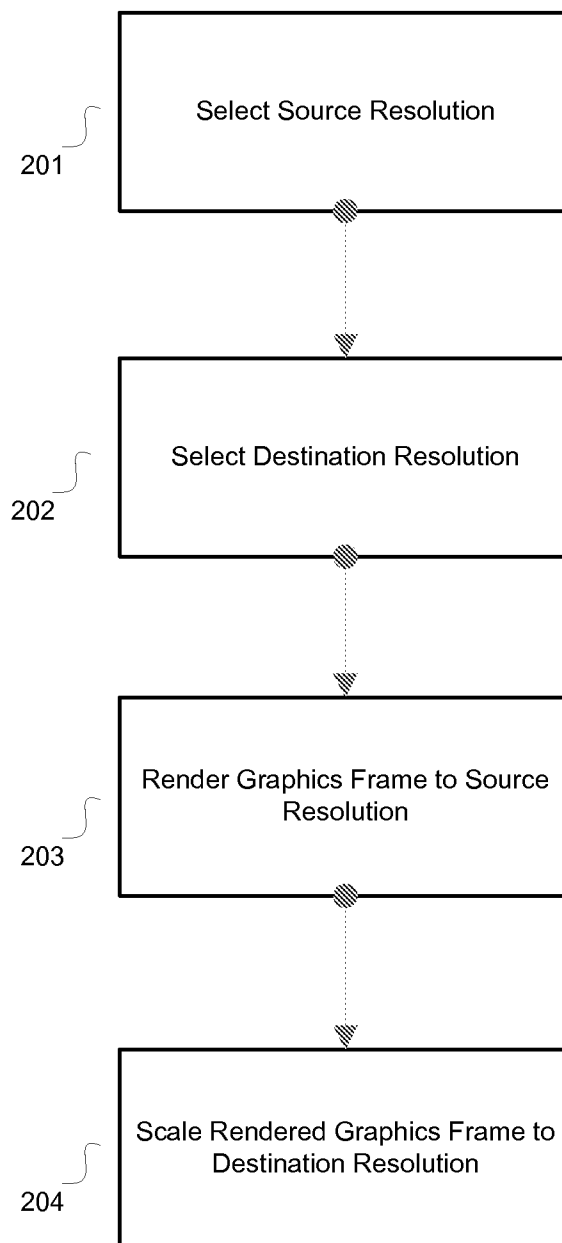 Select Source Resolution
201
Select Destination Resolution
202
Render Graphics Frame to Source
Resolution
203
Scale Rendered Graphics Frame to
Destination Resolution
204